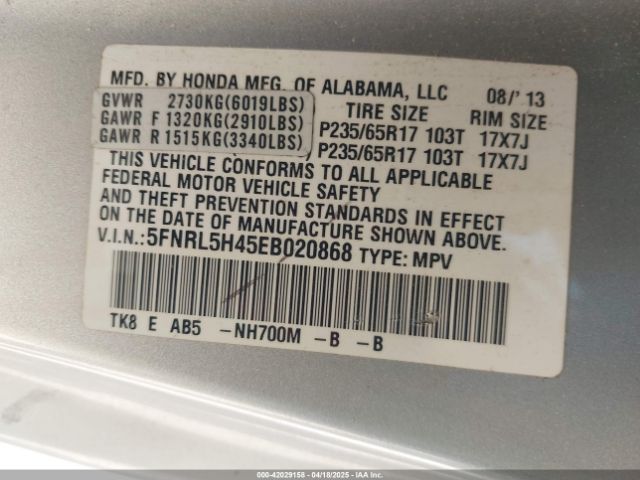 MFD. BY HONDA MFG. OF ALABAMA, LLC 08/'13
GVWR 2730KG(6019LBS) TIRE SIZE RIM SIZE
GAWR F 1320KG(2910LBS) P235/65R17 103T 17X7J
GAWR R 1515KG(3340LBS) P235/65R17 103T 17X7J
THIS VEHICLE CONFORMS TO ALL APPLICABLE
FEDERAL MOTOR VEHICLE SAFETY
AND THEFT PREVENTION STANDARDS IN EFFECT
ON THE DATE OF MANUFACTURE SHOWN ABOVE.
V.I.N.:5FNRL5H45EB020868 TYPE: MPV
TK8 E AB5 -NH700M -B -B
000-42029158 - 04/18/2025 - IAA Inc.